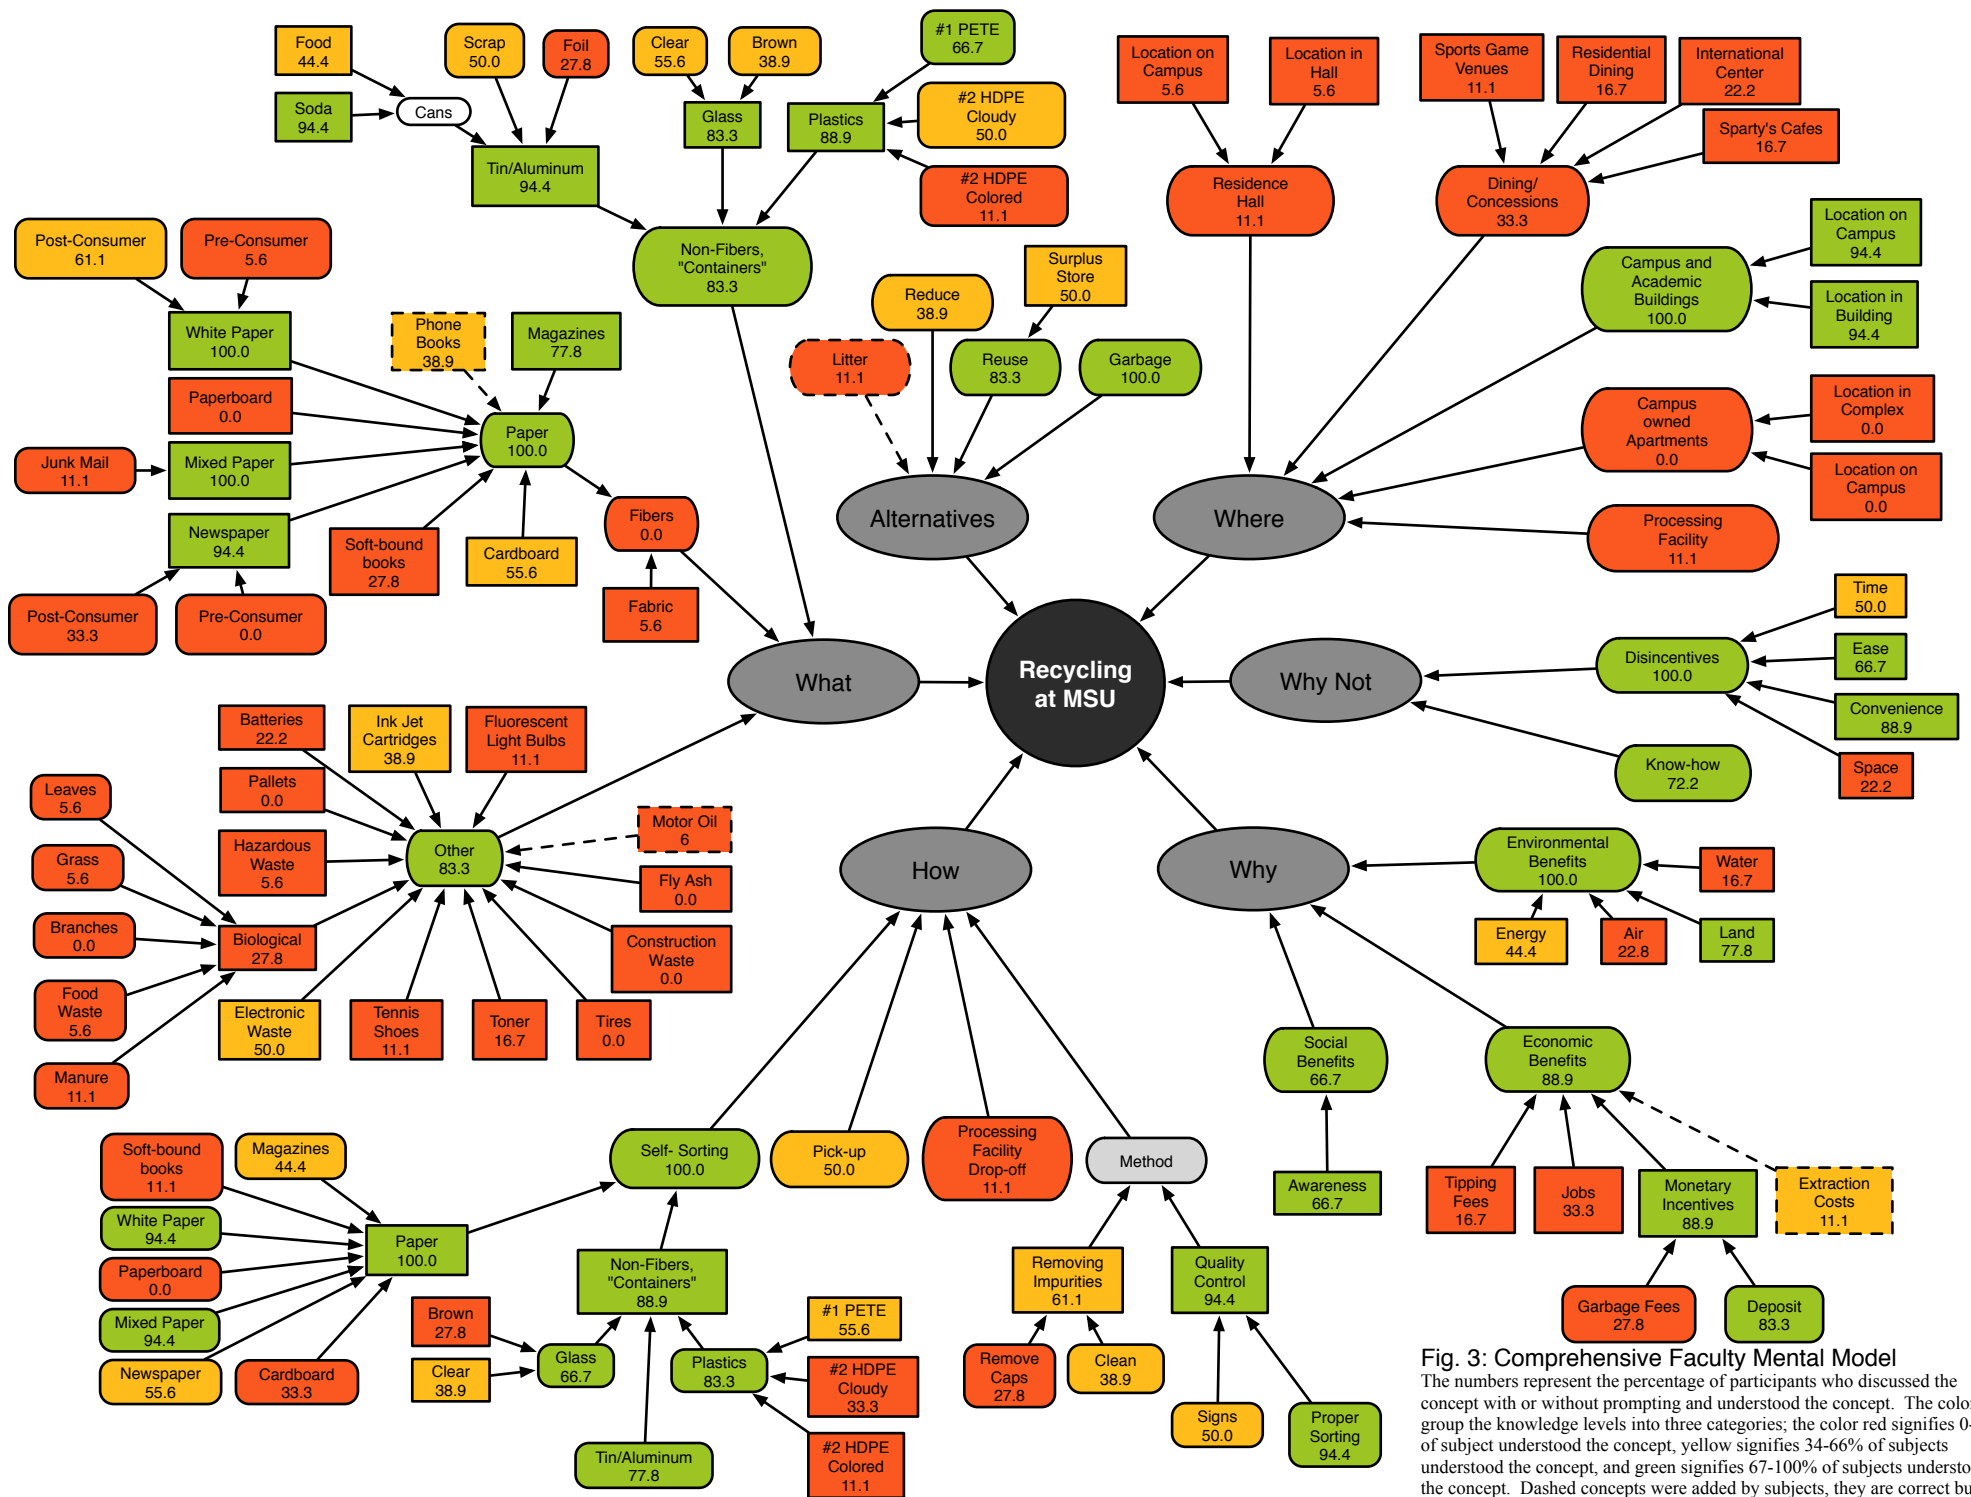 Food
44.4
Scrap
50.0
Foil
27.8
Clear
55.6
Brown
38.9
#1 PETE
66.7
Soda
94.4
Cans
Glass
83.3
Plastics
88.9
#2 HDPE
Cloudy
50.0
Tin/Aluminum
94.4
#2 HDPE
Colored
11.1
Location on
Campus
5.6
Location in
Hall
5.6
Sports Game
Venues
11.1
Residential
Dining
16.7
International
Center
22.2
Sparty's Cafes
16.7
Residence
Hall
11.1
Dining/
Concessions
33.3
Post-Consumer
61.1
Pre-Consumer
5.6
Non-Fibers,
"Containers"
83.3
Surplus
Store
50.0
Reduce
38.9
Campus and
Academic
Buildings
100.0
Location on
Campus
94.4
Location in
Building
94.4
White Paper
100.0
Phone
Books
38.9
Magazines
77.8
Litter
11.1
Reuse
83.3
Garbage
100.0
Paperboard
0.0
Paper
100.0
Campus
owned
Apartments
0.0
Location in
Complex
0.0
Location on
Campus
0.0
Junk Mail
11.1
Mixed Paper
100.0
Newspaper
94.4
Soft-bound
books
27.8
Cardboard
55.6
Fibers
0.0
Fabric
5.6
Alternatives
Where
Processing
Facility
11.1
Post-Consumer
33.3
Pre-Consumer
0.0
What
Recycling
at MSU
Why Not
Disincentives
100.0
Time
50.0
Ease
66.7
Convenience
88.9
Space
22.2
Know-how
72.2
Batteries
22.2
Ink Jet
Cartridges
38.9
Fluorescent
Light Bulbs
11.1
Leaves
5.6
Pallets
0.0
Motor Oil
6
Grass
5.6
Hazardous
Waste
5.6
Other
83.3
Fly Ash
0.0
Branches
0.0
Biological
27.8
Construction
Waste
0.0
Food
Waste
5.6
Electronic
Waste
50.0
Tennis
Shoes
11.1
Toner
16.7
Tires
0.0
Manure
11.1
How
Why
Environmental
Benefits
100.0
Water
16.7
Energy
44.4
Air
22.8
Land
77.8
Social
Benefits
66.7
Economic
Benefits
88.9
Awareness
66.7
Tipping
Fees
16.7
Jobs
33.3
Monetary
Incentives
88.9
Extraction
Costs
11.1
Garbage Fees
27.8
Deposit
83.3
Soft-bound
books
11.1
Magazines
44.4
Self- Sorting
100.0
Pick-up
50.0
Processing
Facility
Drop-off
11.1
Method
White Paper
94.4
Paper
100.0
Paperboard
0.0
Mixed Paper
94.4
Newspaper
55.6
Cardboard
33.3
Non-Fibers,
"Containers"
88.9
Brown
27.8
Clear
38.9
Glass
66.7
Plastics
83.3
#1 PETE
55.6
#2 HDPE
Cloudy
33.3
#2 HDPE
Colored
11.1
Tin/Aluminum
77.8
Removing
Impurities
61.1
Quality
Control
94.4
Remove
Caps
27.8
Clean
38.9
Signs
50.0
Proper
Sorting
94.4
Fig. 3: Comprehensive Faculty Mental Model
The numbers represent the percentage of participants who discussed the
concept with or without prompting and understood the concept. The
group the knowledge levels into three categories; the color red signifies
of subject understood the concept, yellow signifies 34-66% of subjects
understood the concept, and green signifies 67-100% of subjects
the concept. Dashed concepts were added by subjects, they are correct